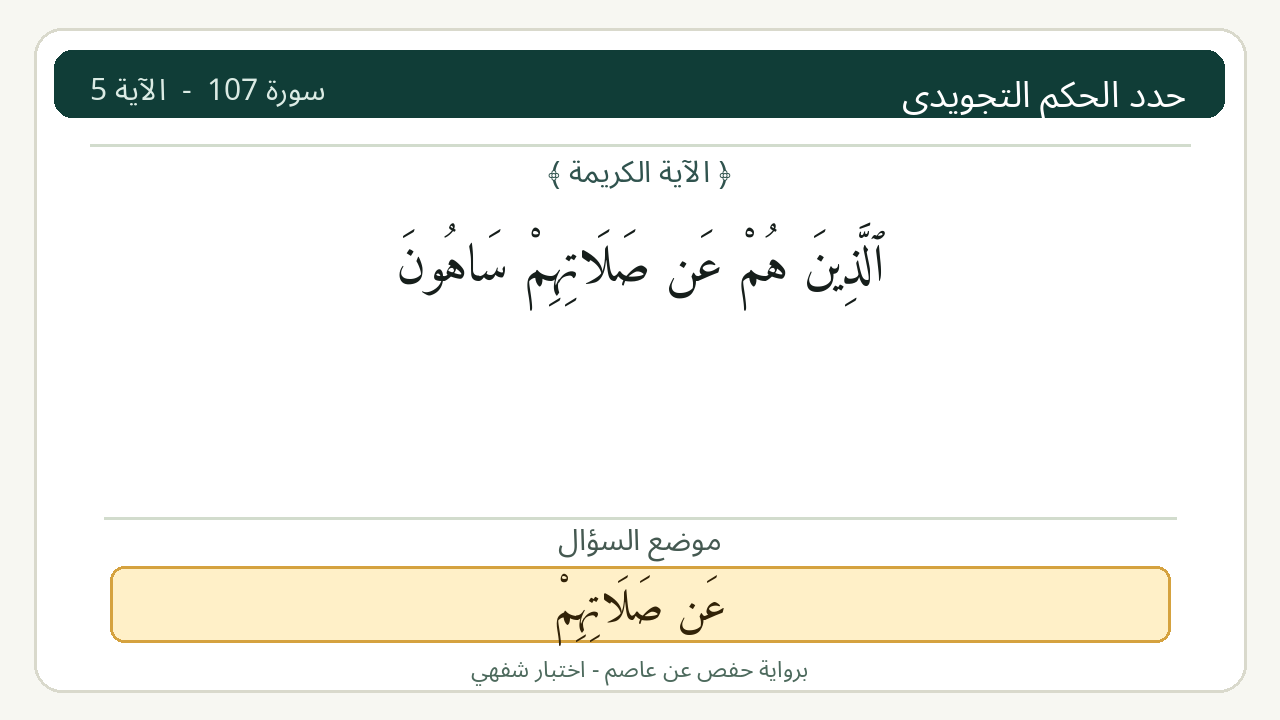 حدد الحكم التجويدى
سورة 107 - الآية 5
﴿ الآية الكريمة ﴾
ٱلَّذِينَ هُمْ عَن صَلَاتِهِمْ سَاهُونَ
موضع السؤال
عَن صَلَاتِهِمْ
برواية حفص عن عاصم - اختبار شفهي